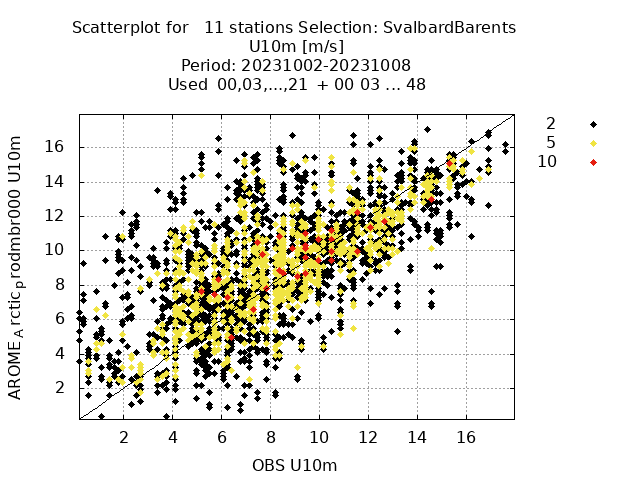 Scatterplot for 11 stations Selection: SvalbardBarents
U10m [m/s]
Period: 20231002-20231008
Used 00,03,...,21 + 00 03 ... 48
2
5
10
16
14
12
10
8
6
4
2
AROME_Arctic_prodmbr000 U10m
2 4 6 8 10 12 14 16
OBS U10m